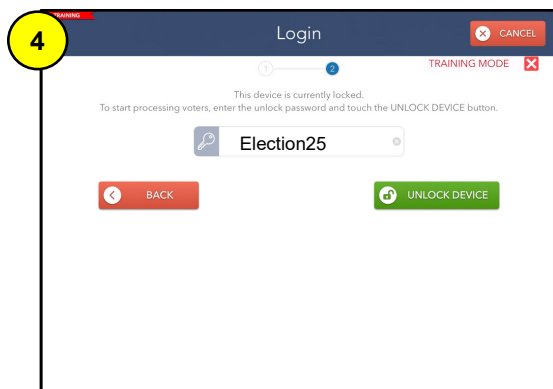 TRAINING
4
Login
CANCEL
1
2
TRAINING MODE
This device is currently locked.
To start processing voters, enter the unlock password and touch the UNLOCK DEVICE button.
Election25
BACK
UNLOCK DEVICE